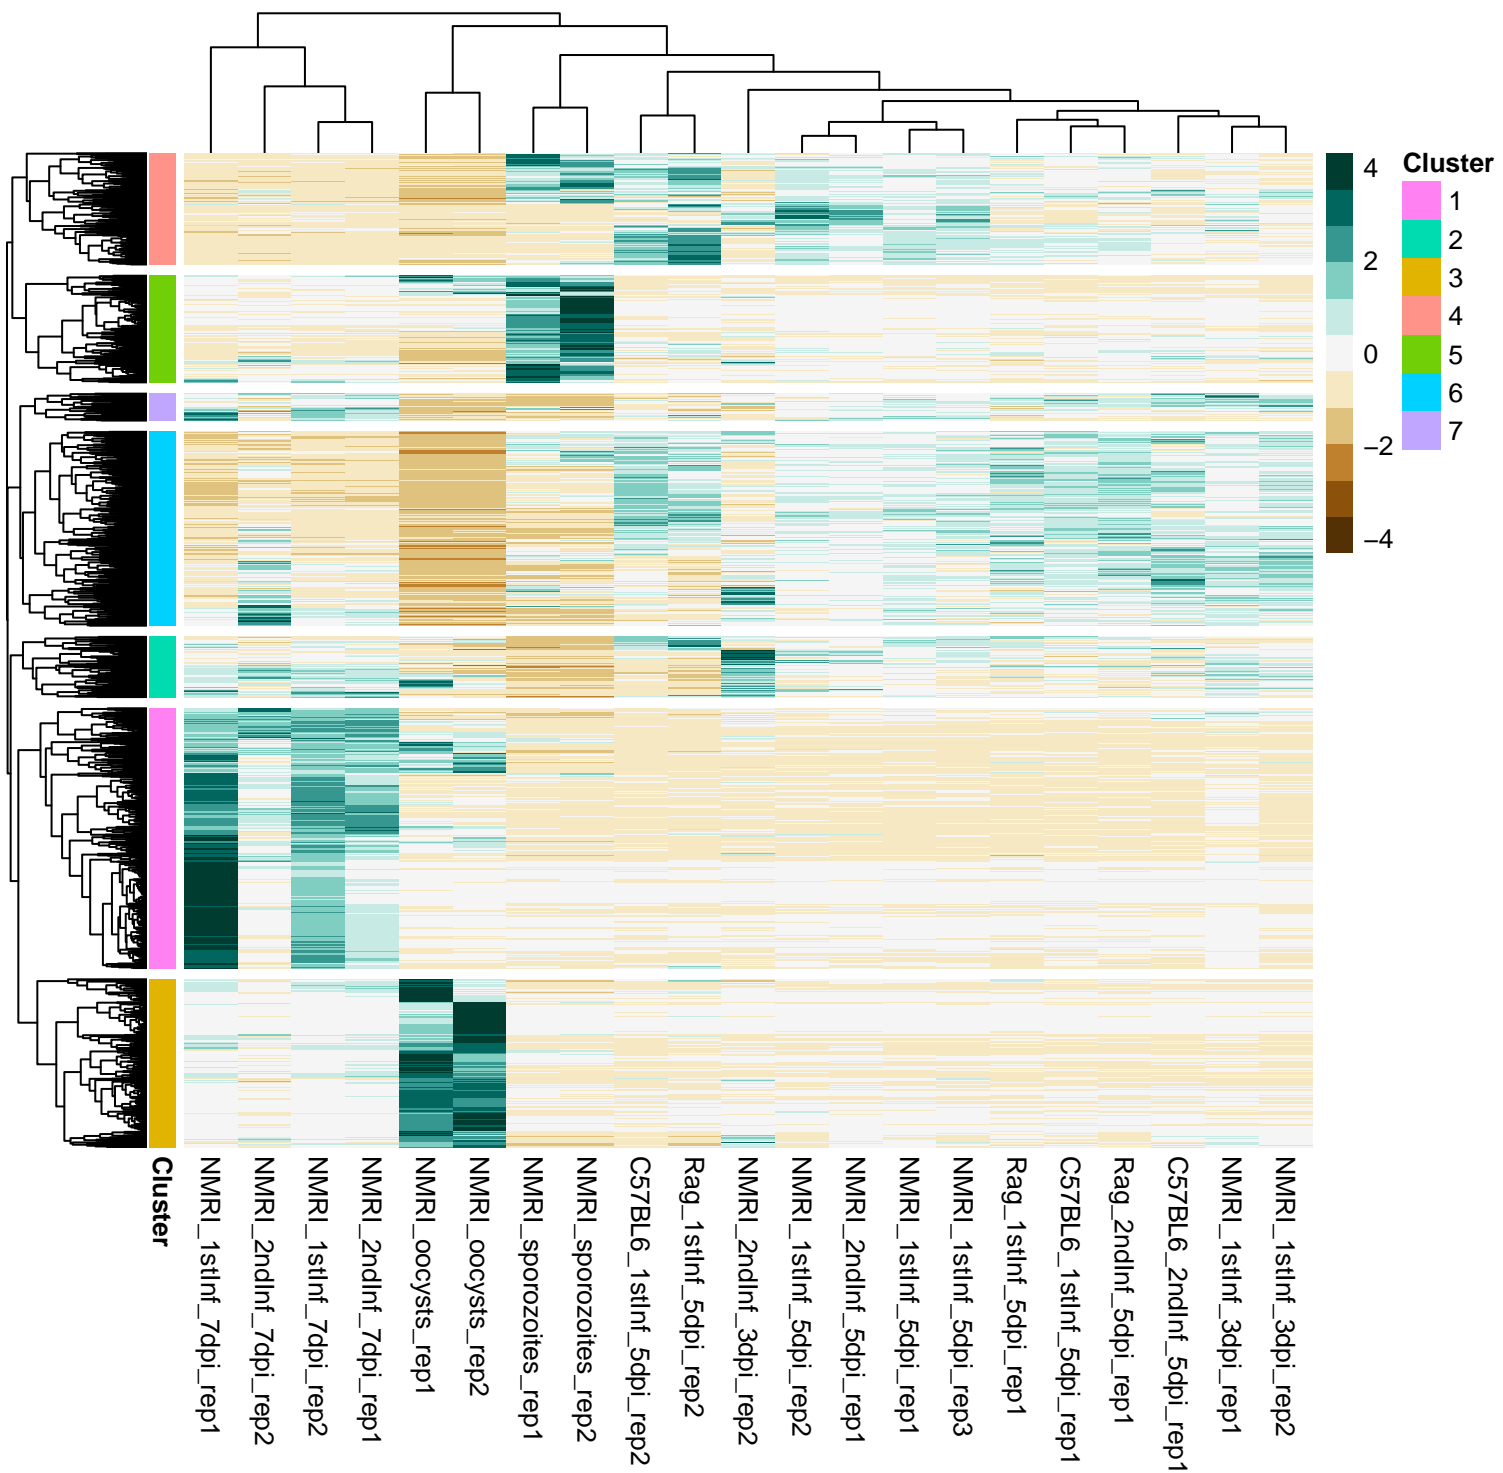 4
2
0
−2
−4
Cluster
1
2
3
4
5
6
7
Cluster
NMRI_1stInf_7dpi_rep1
NMRI_2ndInf_7dpi_rep2
NMRI_1stInf_7dpi_rep2
NMRI_2ndInf_7dpi_rep1
NMRI_oocysts_rep1
NMRI_oocysts_rep2
NMRI_sporozoites_rep1
NMRI_sporozoites_rep2
C57BL6_1stInf_5dpi_rep2
Rag_1stInf_5dpi_rep2
NMRI_2ndInf_3dpi_rep2
NMRI_1stInf_5dpi_rep2
NMRI_2ndInf_5dpi_rep1
NMRI_1stInf_5dpi_rep1
NMRI_1stInf_5dpi_rep3
Rag_1stInf_5dpi_rep1
C57BL6_1stInf_5dpi_rep1
Rag_2ndInf_5dpi_rep1
C57BL6_2ndInf_5dpi_rep1
NMRI_1stInf_3dpi_rep1
NMRI_1stInf_3dpi_rep2